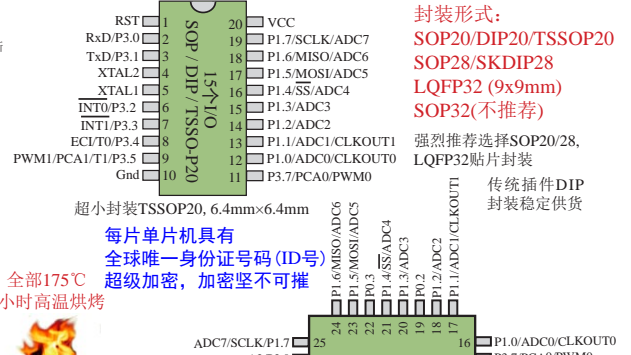 RST 1
RxD/P3.0 2
TxD/P3.1 3
XTAL2 4
XTAL1 5
INT0/P3.2 6
INT1/P3.3 7
ECI/T0/P3.4 8
PWM1/PCA1/T1/P3.5 9
Gnd 10
SOP / DIP / TSSO-P20
15个I/O
20 VCC
19 P1.7/SCLK/ADC7
18 P1.6/MISO/ADC6
17 P1.5/MOSI/ADC5
16 P1.4/SS/ADC4
15 P1.3/ADC3
14 P1.2/ADC2
13 P1.1/ADC1/CLKOUT1
12 P1.0/ADC0/CLKOUT0
11 P3.7/PCA0/PWM0
封装形式:
SOP20/DIP20/TSSOP20
SOP28/SKDIP28
LQFP32 (9x9mm)
SOP32(不推荐)
强烈推荐选择SOP20/28,
LQFP32贴片封装
传统插件DIP
封装稳定供货
超小封装TSSOP20, 6.4mm×6.4mm
每片单片机具有
全球唯一身份证号码(ID号)
超级加密，加密坚不可摧
全部175℃
小时高温烘烤
24 P1.6/MISO/ADC6
23 P1.5/MOSI/ADC5
22 P0.3
21 P1.4/SS/ADC4
20 P1.3/ADC3
19 P0.2
18 P1.2/ADC2
17 P1.1/ADC1/CLKOUT1
ADC7/SCLK/P1.7 25
16 P1.0/ADC0/CLKOUT0